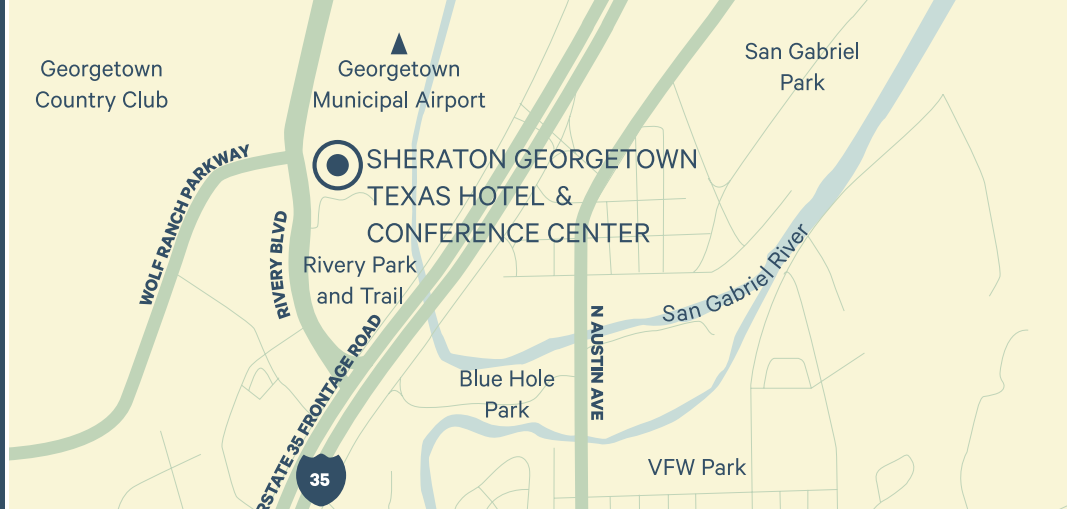 Georgetown
Country Club
Georgetown
Municipal Airport
San Gabriel
Park
WOLF RANCH PARKWAY
SHERATON GEORGETOWN
TEXAS HOTEL &
CONFERENCE CENTER
RIVERY BLVD
Rivery Park
and Trail
San Gabriel River
N AUSTIN AVE
RSTATE 35 FRONTAGE ROAD
Blue Hole
Park
VFW Park
35